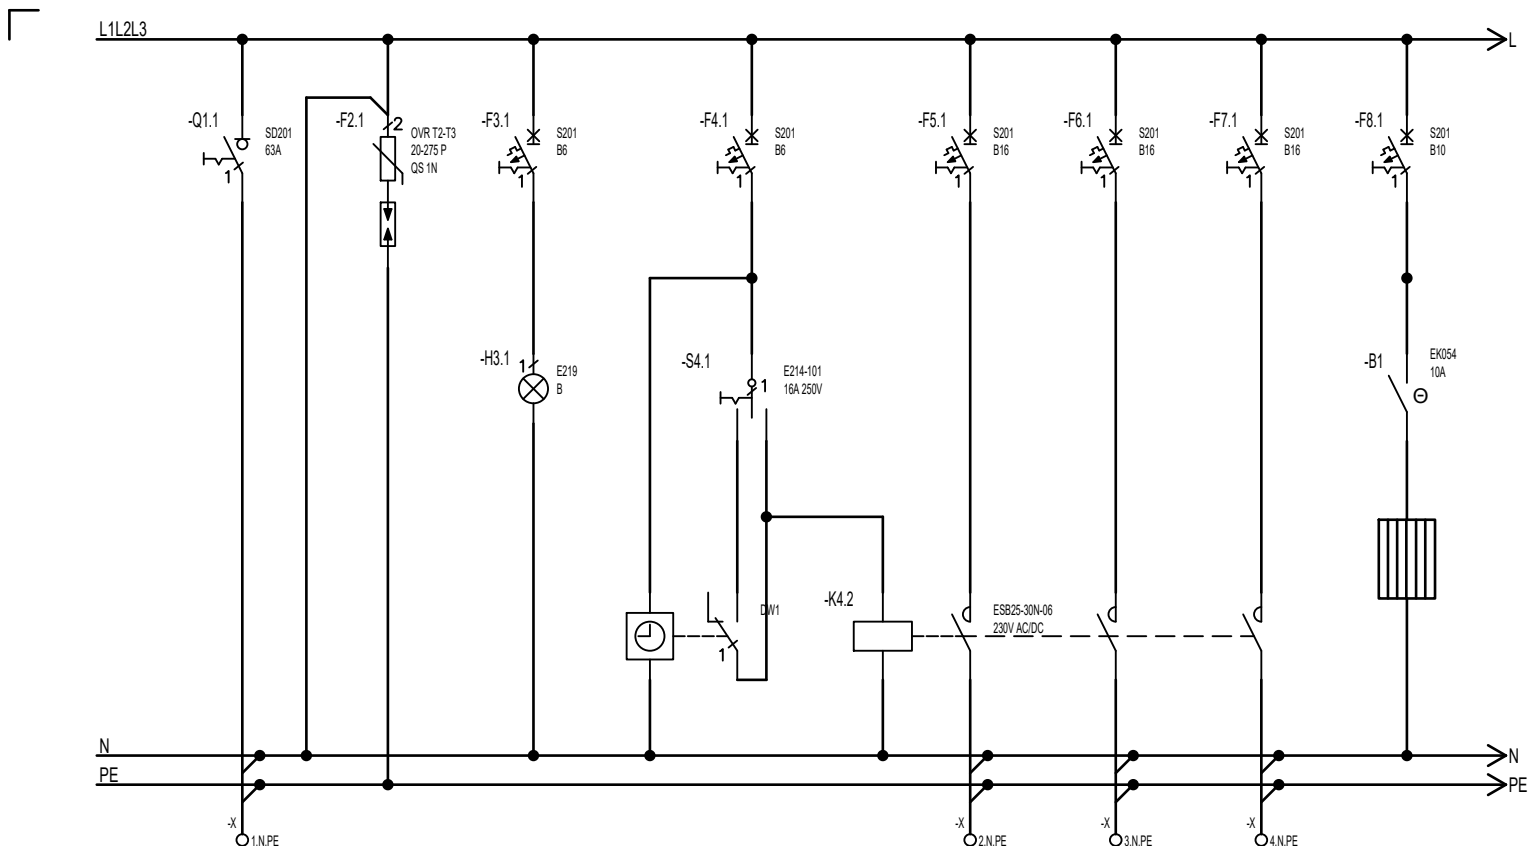 L1L2L3
L
-Q1.1
SD201
63A
1
-F2.1
2
OVR T2-T3
20-275 P
QS 1N
-F3.1
S201
B6
1
-F4.1
S201
B6
1
-F5.1
S201
B16
1
-F6.1
S201
B16
1
-F7.1
S201
B16
1
-F8.1
S201
B10
1
-H3.1
1
E219
B
-S4.1
1
E214-101
16A 250V
-B1
EK054
10A
DW1
1
-K4.2
ESB25-30N-06
230V AC/DC
N
N
PE
PE
-X
1.N.PE
-X
2.N.PE
-X
3.N.PE
-X
4.N.PE